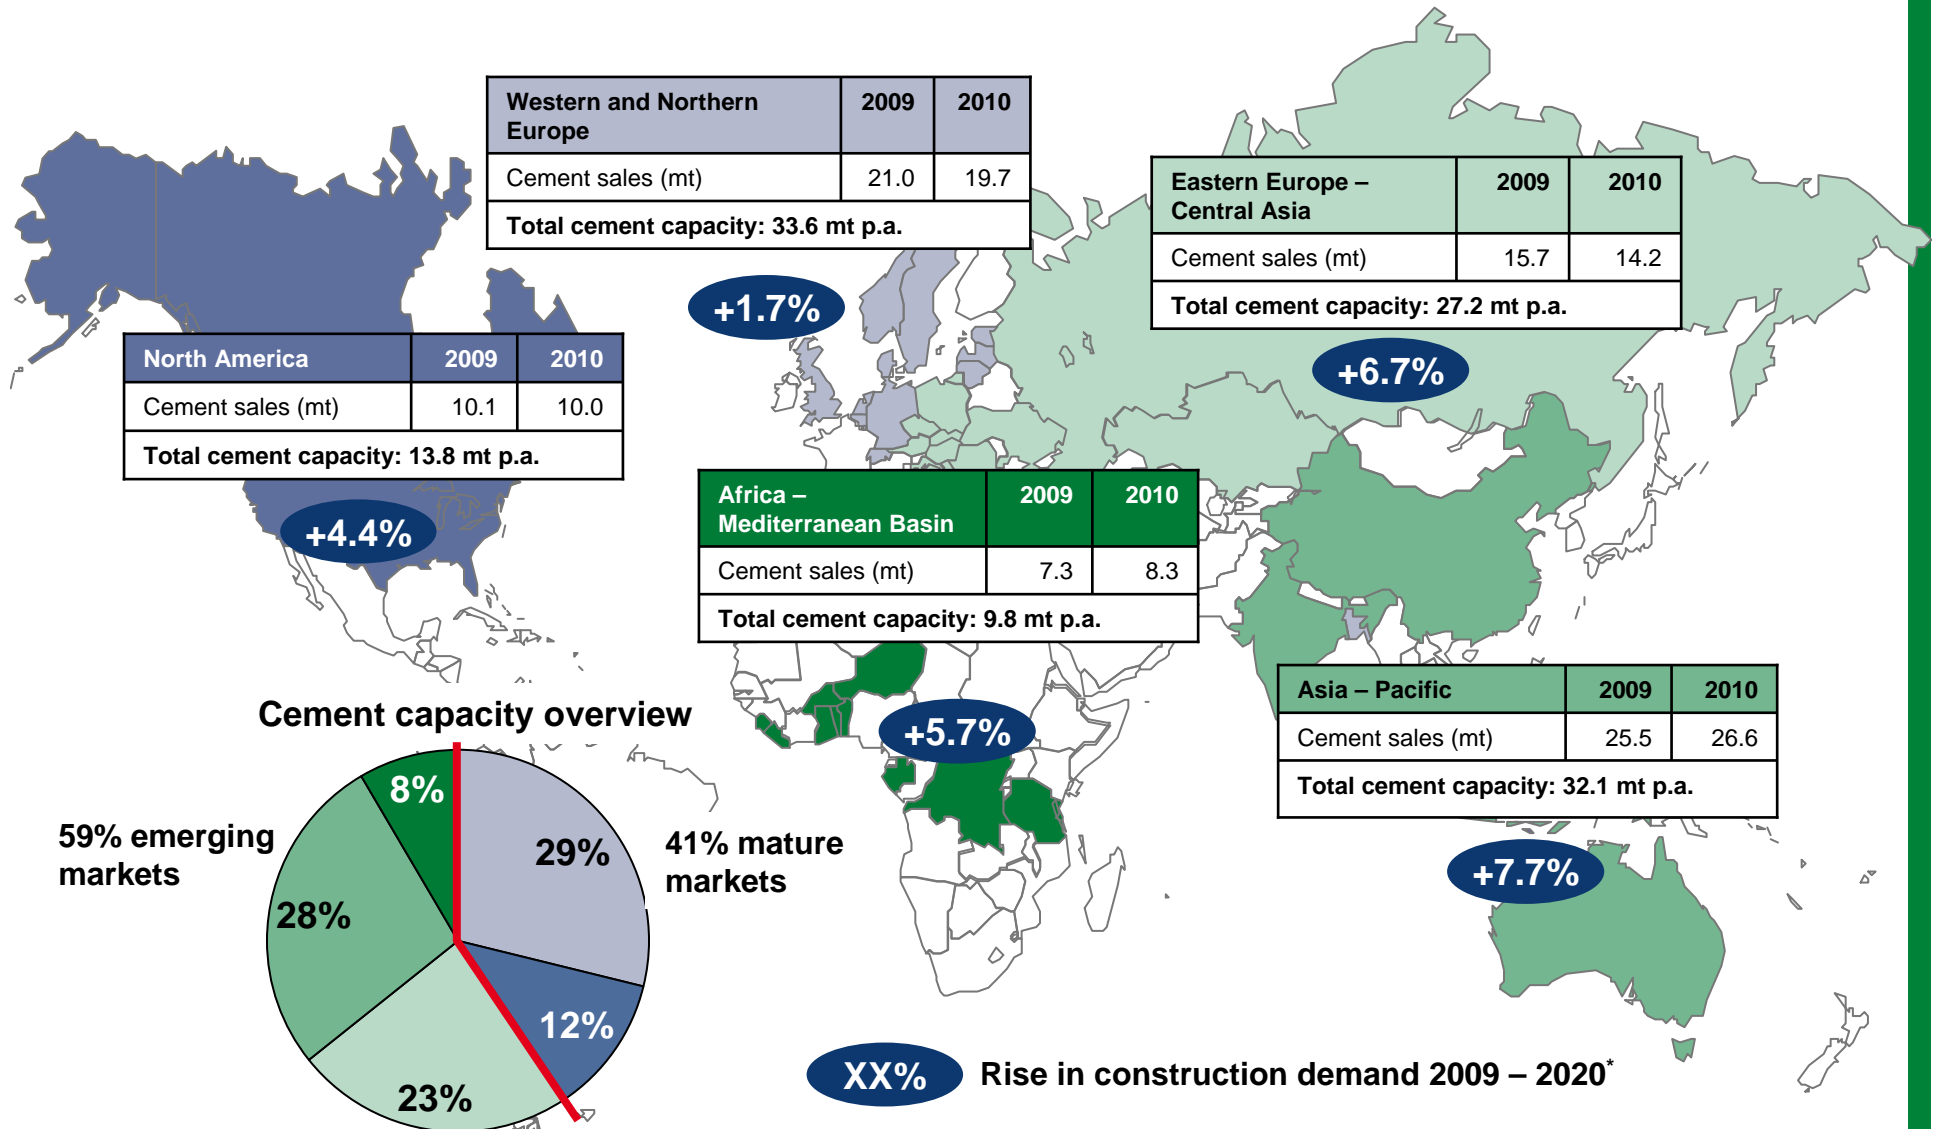 Western and Northern Europe 2009 2010
Cement sales (mt) 21.0 19.7
Total cement capacity: 33.6 mt p.a.
Eastern Europe – Central Asia 2009 2010
Cement sales (mt) 15.7 14.2
Total cement capacity: 27.2 mt p.a.
+1.7%
+6.7%
North America 2009 2010
Cement sales (mt) 10.1 10.0
Total cement capacity: 13.8 mt p.a.
+4.4%
Africa – Mediterranean Basin 2009 2010
Cement sales (mt) 7.3 8.3
Total cement capacity: 9.8 mt p.a.
+5.7%
Asia – Pacific 2009 2010
Cement sales (mt) 25.5 26.6
Total cement capacity: 32.1 mt p.a.
+7.7%
Cement capacity overview
59% emerging
markets
8%
29%
28%
12%
23%
41% mature
markets
XX% Rise in construction demand 2009 – 2020*